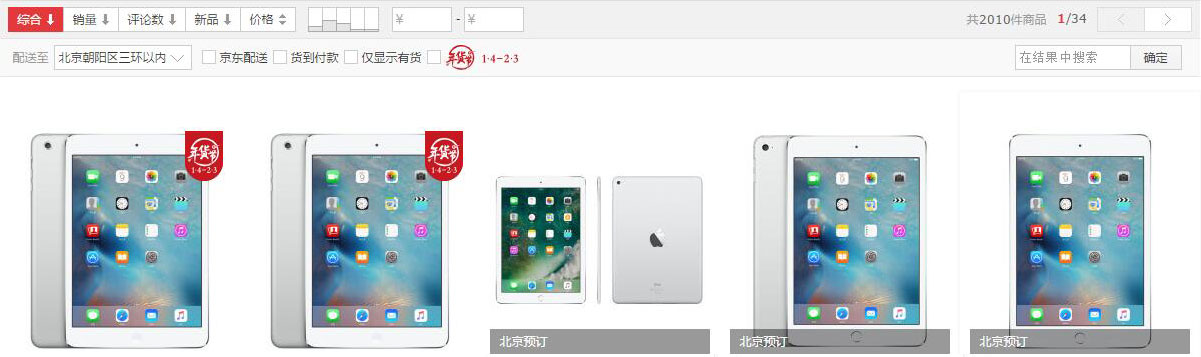 综合 销量 评论数 新品 价格 ¥ - ¥ 共2010件商品 1/34
配送至 北京朝阳区三环以内 京东配送 货到付款 仅显示有货 年货节 1·4-2·3 在结果中搜索 确定
年货节
1·4-2·3
年货节
1·4-2·3
北京预订
北京预订
北京预订